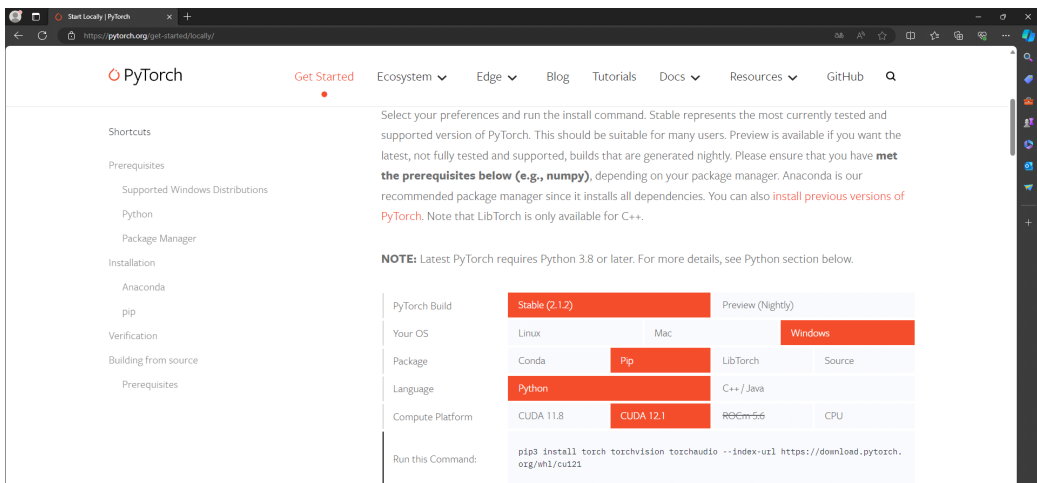 Start Locally | PyTorch
https://pytorch.org/get-started/locally/
PyTorch
Get Started
Ecosystem
Edge
Blog
Tutorials
Docs
Resources
GitHub
Shortcuts
Prerequisites
Supported Windows Distributions
Python
Package Manager
Installation
Anaconda
pip
Verification
Building from source
Prerequisites
Select your preferences and run the install command. Stable represents the most currently tested and
supported version of PyTorch. This should be suitable for many users. Preview is available if you want the
latest, not fully tested and supported, builds that are generated nightly. Please ensure that you have met
the prerequisites below (e.g., numpy), depending on your package manager. Anaconda is our
recommended package manager since it installs all dependencies. You can also install previous versions of
PyTorch. Note that LibTorch is only available for C++.
NOTE: Latest PyTorch requires Python 3.8 or later. For more details, see Python section below.
PyTorch Build Stable (2.1.2) Preview (Nightly)
Your OS Linux Mac Windows
Package Conda Pip LibTorch Source
Language Python C++ / Java
Compute Platform CUDA 11.8 CUDA 12.1 ROCm 5.6 CPU
Run this Command:
pip3 install torch torchvision torchaudio --index-url https://download.pytorch.
org/whl/cu121